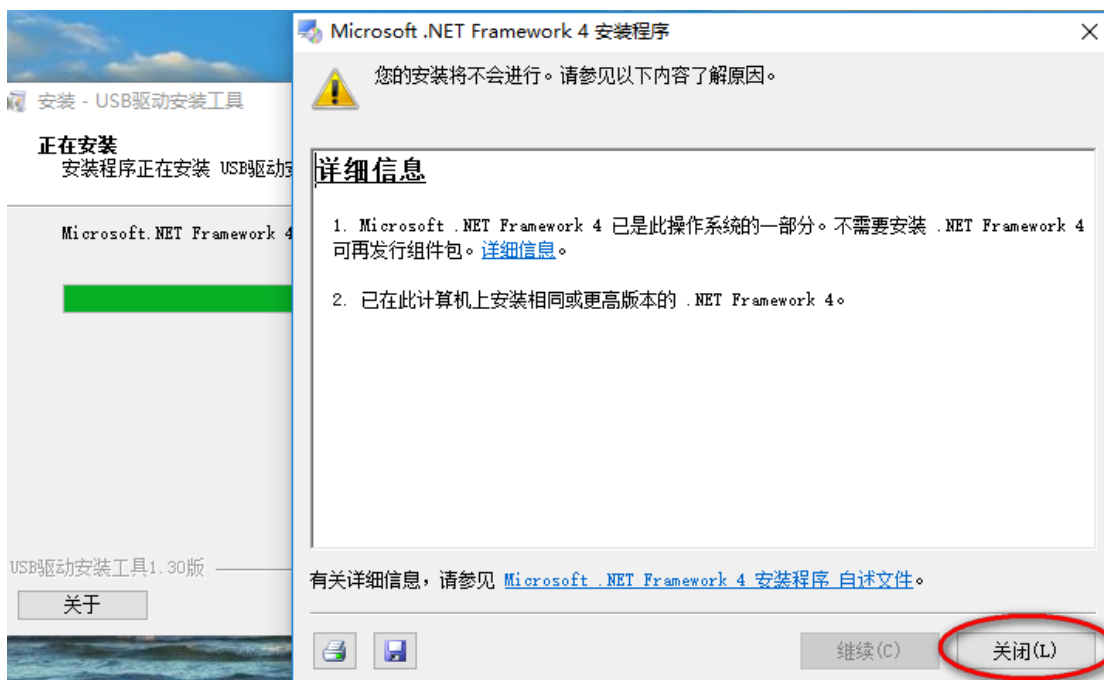 Microsoft .NET Framework 4 安装程序
您的安装将不会进行。请参见以下内容了解原因。
安装 - USB驱动安装工具
正在安装
安装程序正在安装 USB驱动安
Microsoft.NET Framework 4
详细信息
1. Microsoft .NET Framework 4 已是此操作系统的一部分。不需要安装 .NET Framework 4
可再发行组件包。详细信息。
2. 已在此计算机上安装相同或更高版本的 .NET Framework 4。
USB驱动安装工具1.30版
关于
有关详细信息，请参见 Microsoft .NET Framework 4 安装程序 自述文件。
继续(C)
关闭(L)